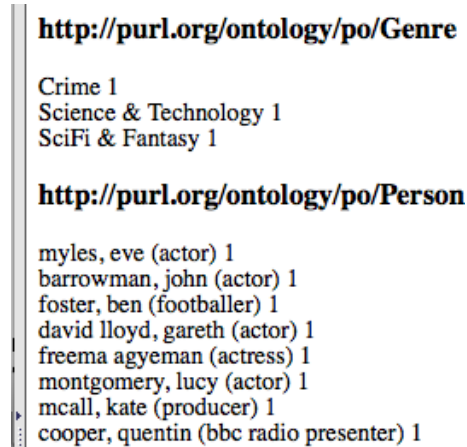 http://purl.org/ontology/po/Genre
Crime 1
Science & Technology 1
SciFi & Fantasy 1
http://purl.org/ontology/po/Person
myles, eve (actor) 1
barrowman, john (actor) 1
foster, ben (footballer) 1
david lloyd, gareth (actor) 1
freema agyeman (actress) 1
montgomery, lucy (actor) 1
mcall, kate (producer) 1
cooper, quentin (bbc radio presenter) 1